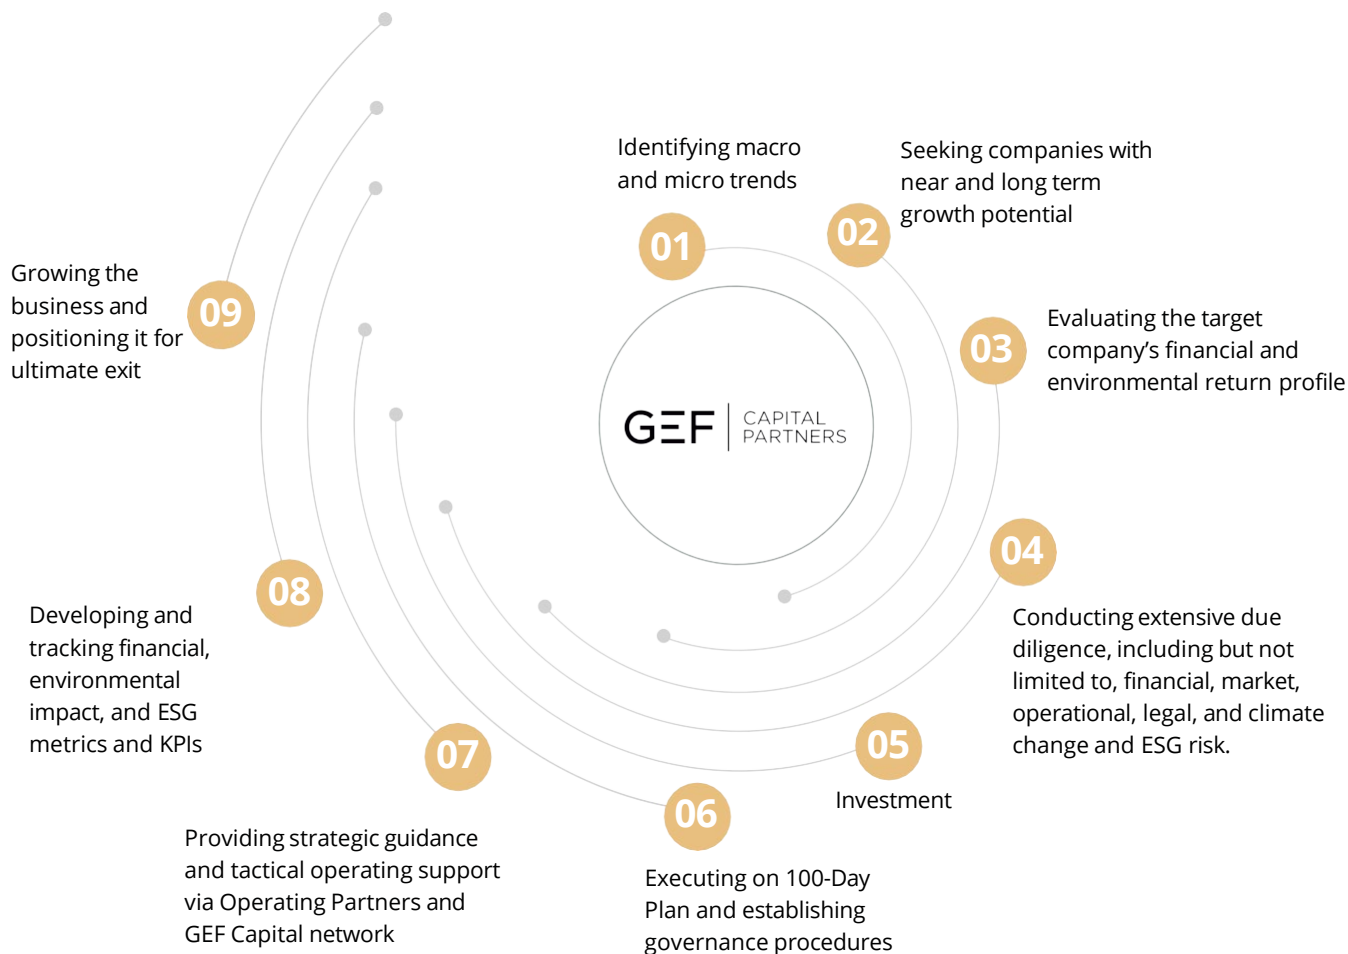 01
Identifying macro
and micro trends
02
Seeking companies with
near and long term
growth potential
03
Evaluating the target
company’s financial and
environmental return profile
04
Conducting extensive due
diligence, including but not
limited to, financial, market,
operational, legal, and climate
change and ESG risk.
05
Investment
06
Executing on 100-Day
Plan and establishing
governance procedures
07
Providing strategic guidance
and tactical operating support
via Operating Partners and
GEF Capital network
08
Developing and
tracking financial,
environmental
impact, and ESG
metrics and KPIs
09
Growing the
business and
positioning it for
ultimate exit
GEF
CAPITAL
PARTNERS